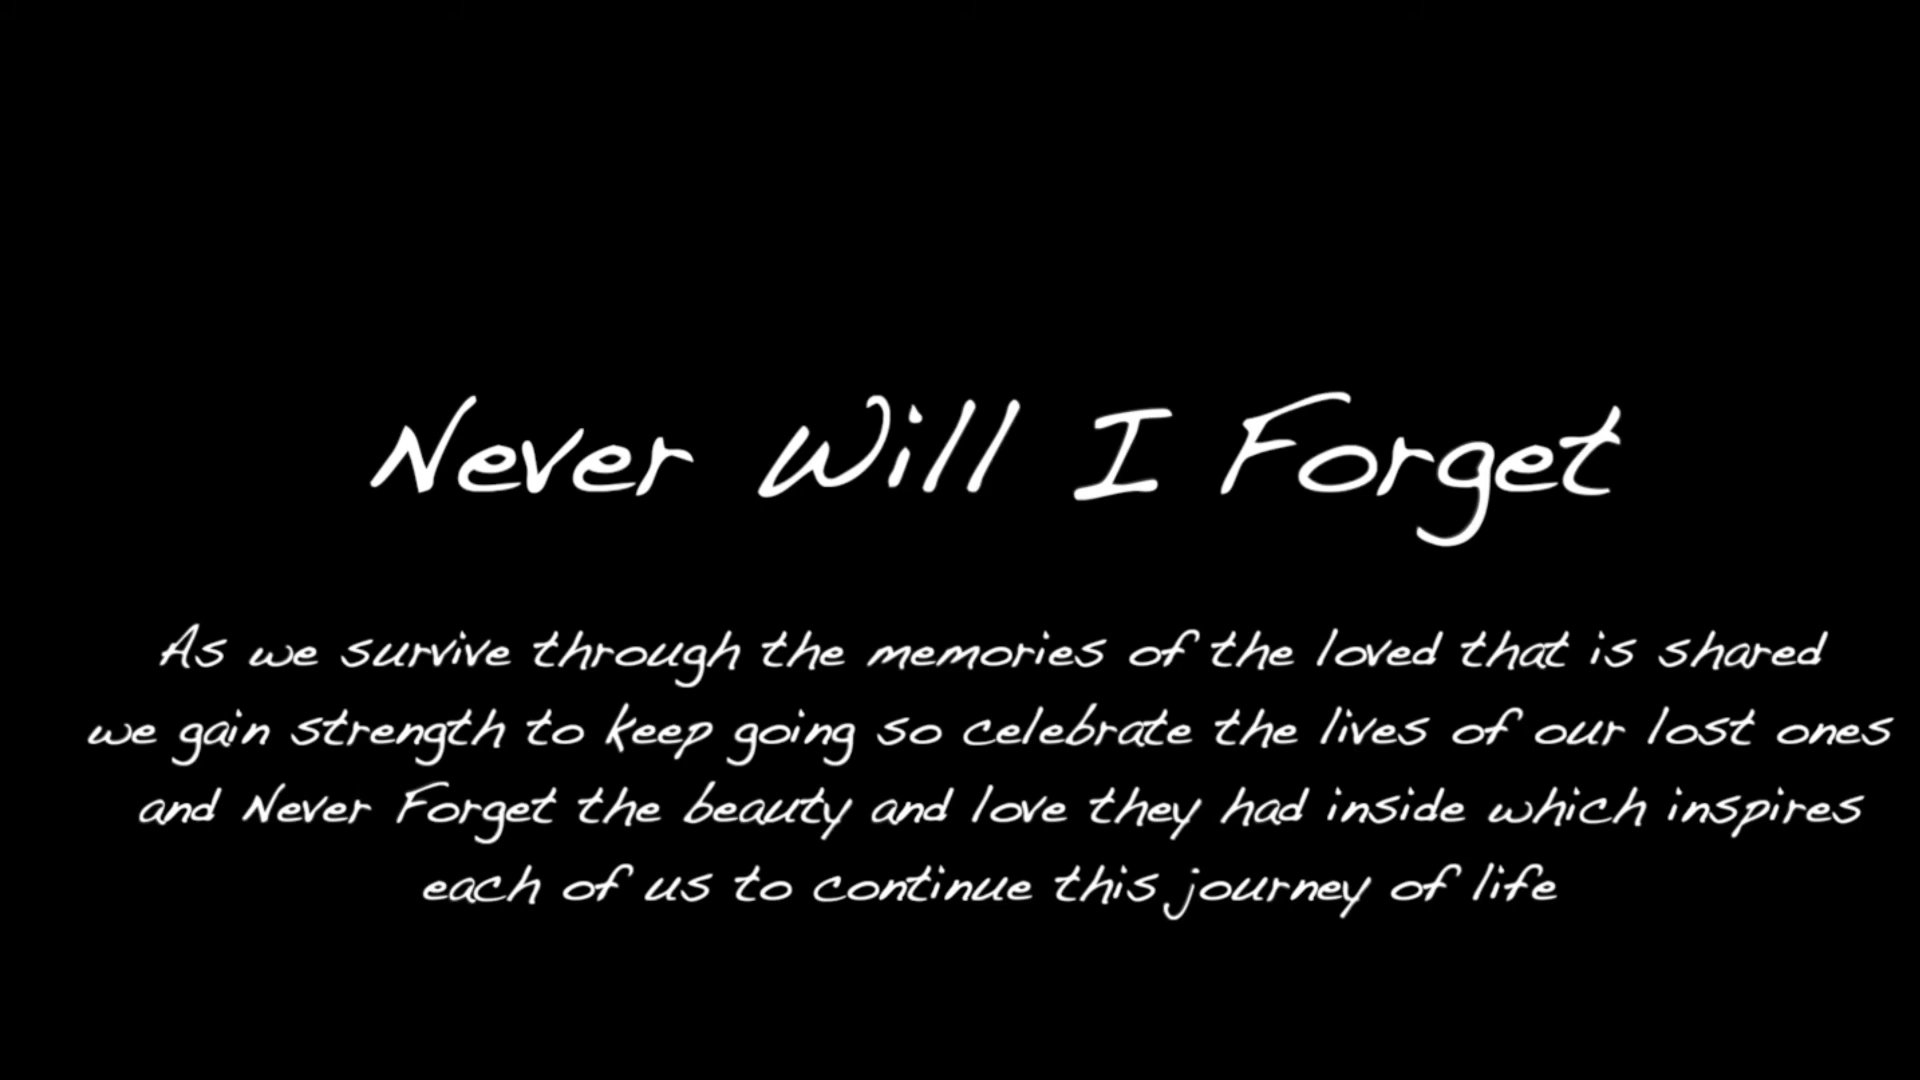 Never Will I Forget
As we survive through the memories of the loved that is shared
we gain strength to keep going so celebrate the lives of our lost ones
and Never Forget the beauty and love they had inside which inspires
each of us to continue this journey of life